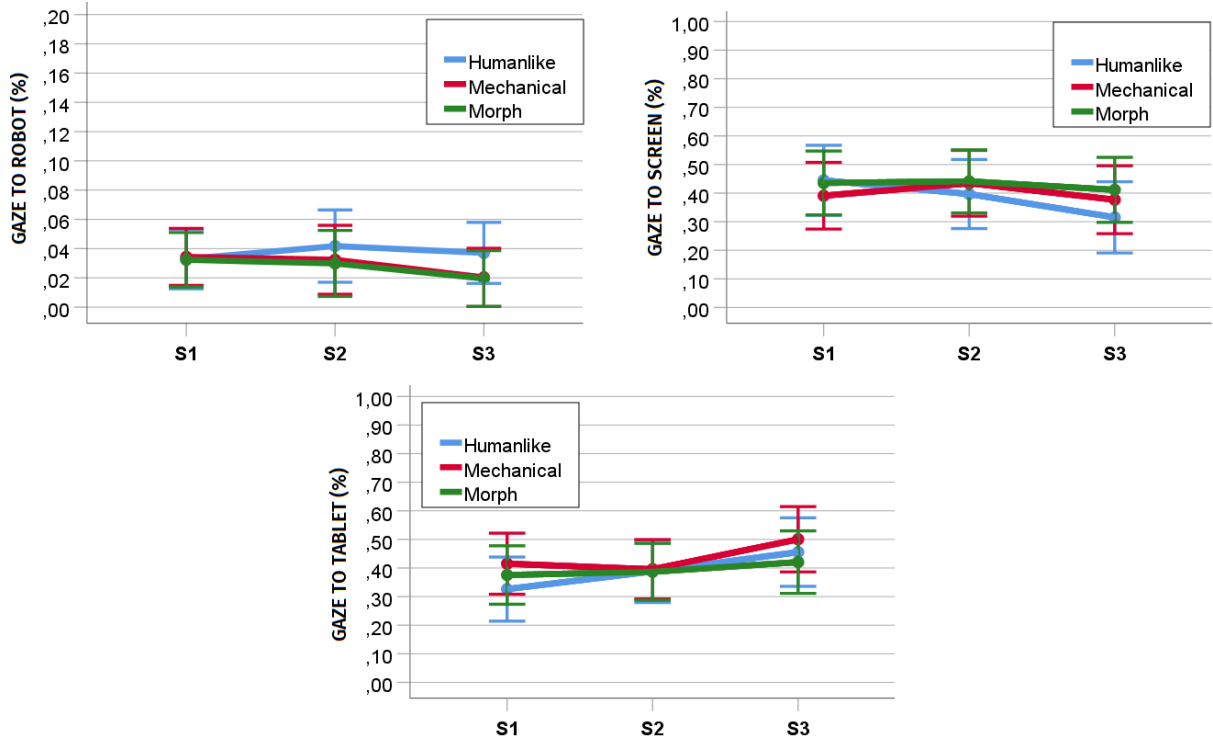 GAZE TO ROBOT (%)
,20
,18
,16
,14
,12
,10
,08
,06
,04
,02
,00
Humanlike
Mechanical
Morph
S1 S2 S3
GAZE TO SCREEN (%)
1,00
,90
,80
,70
,60
,50
,40
,30
,20
,10
,00
Humanlike
Mechanical
Morph
S1 S2 S3
GAZE TO TABLET (%)
1,00
,90
,80
,70
,60
,50
,40
,30
,20
,10
,00
Humanlike
Mechanical
Morph
S1 S2 S3